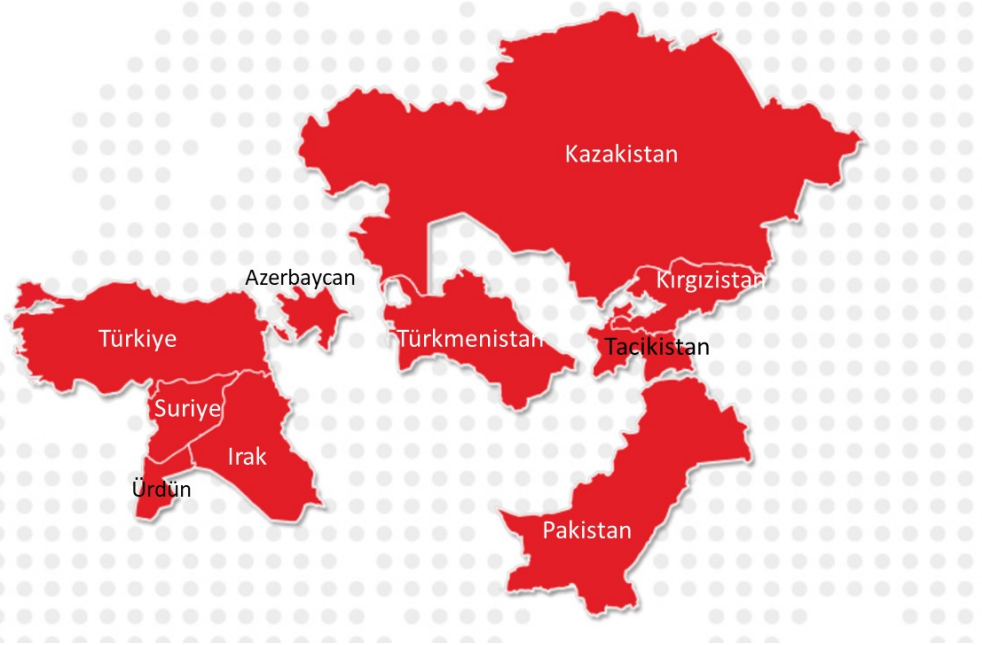 Kazakistan
Azerbaycan
Kırgızistan
Türkiye
Türkmenistan
Tacikistan
Suriye
Irak
Ürdün
Pakistan